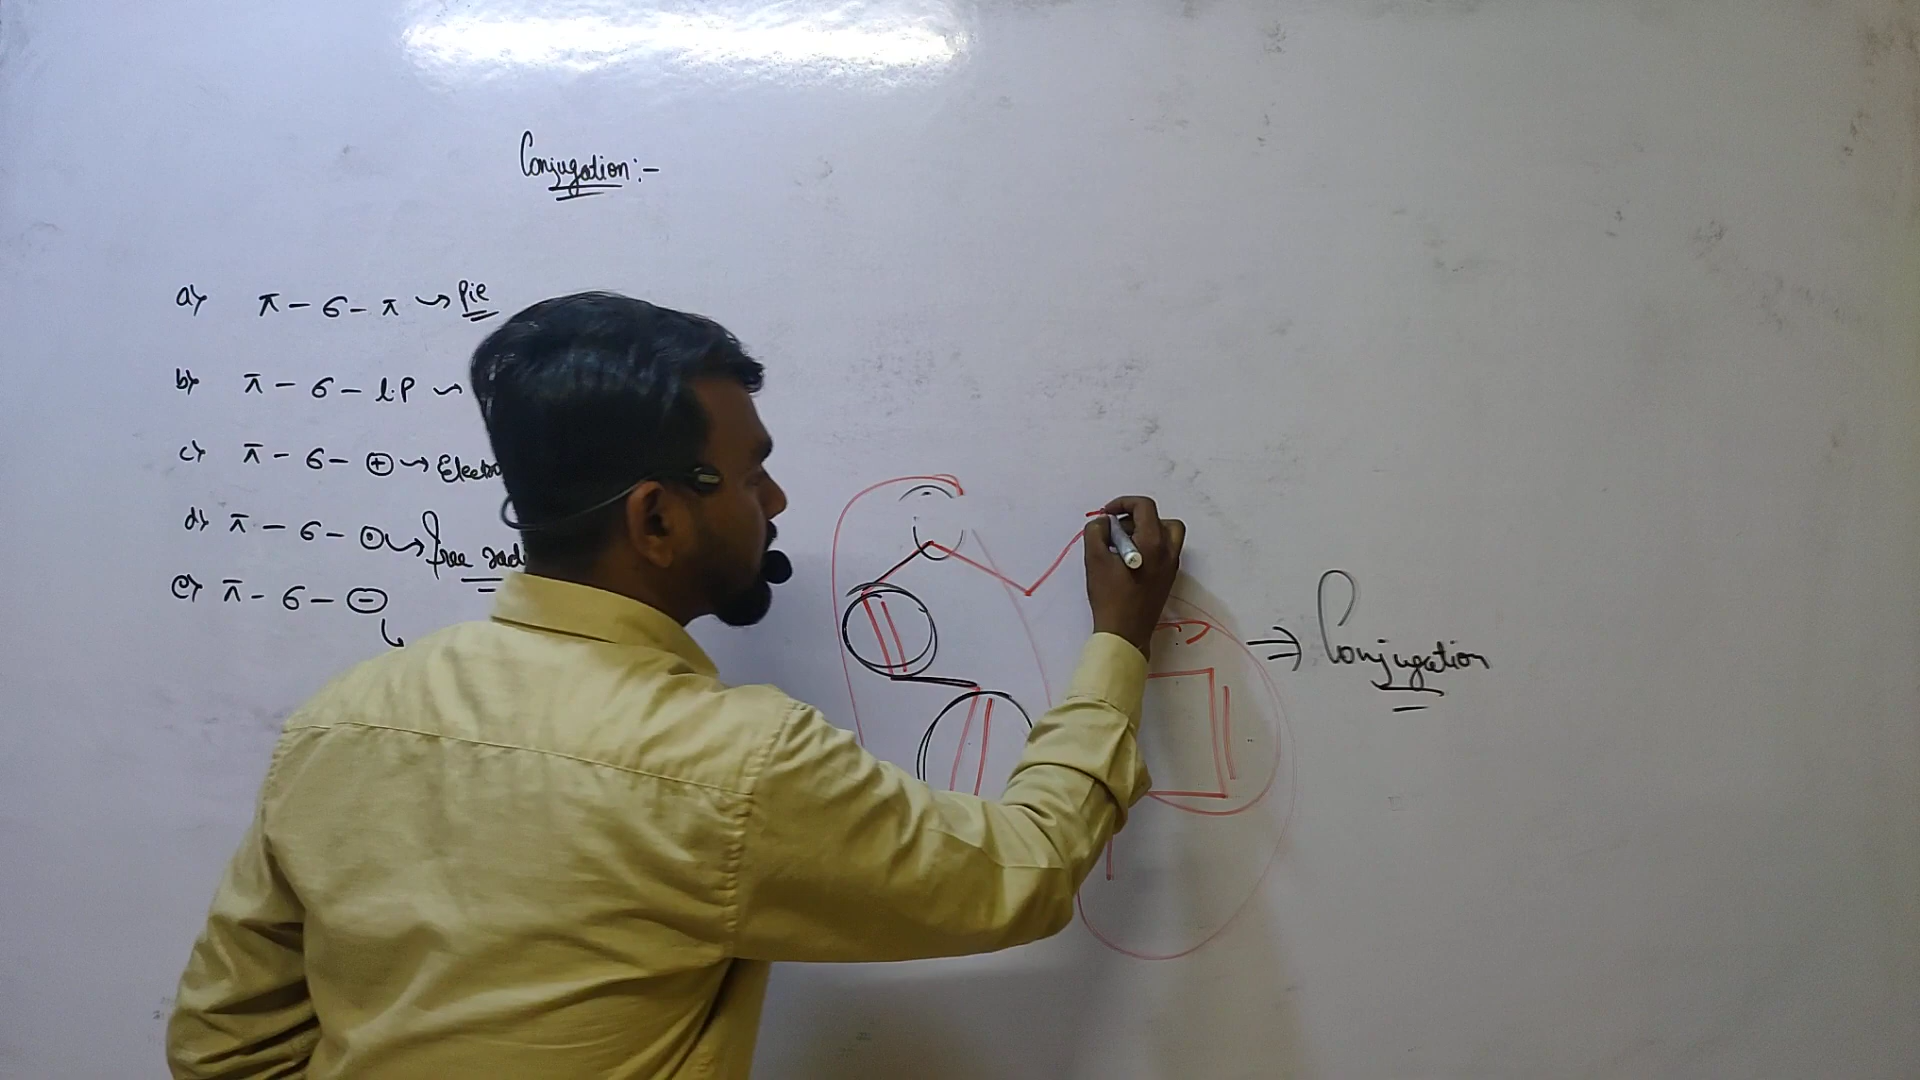 Conjugation:-
a) π - σ - π → Pie
b) π - σ - l.P →
c) π - σ - ⊕ → Electro
d) π - σ - ⊙ → free rad
e) π - σ - ⊖
⇒ Conjugation